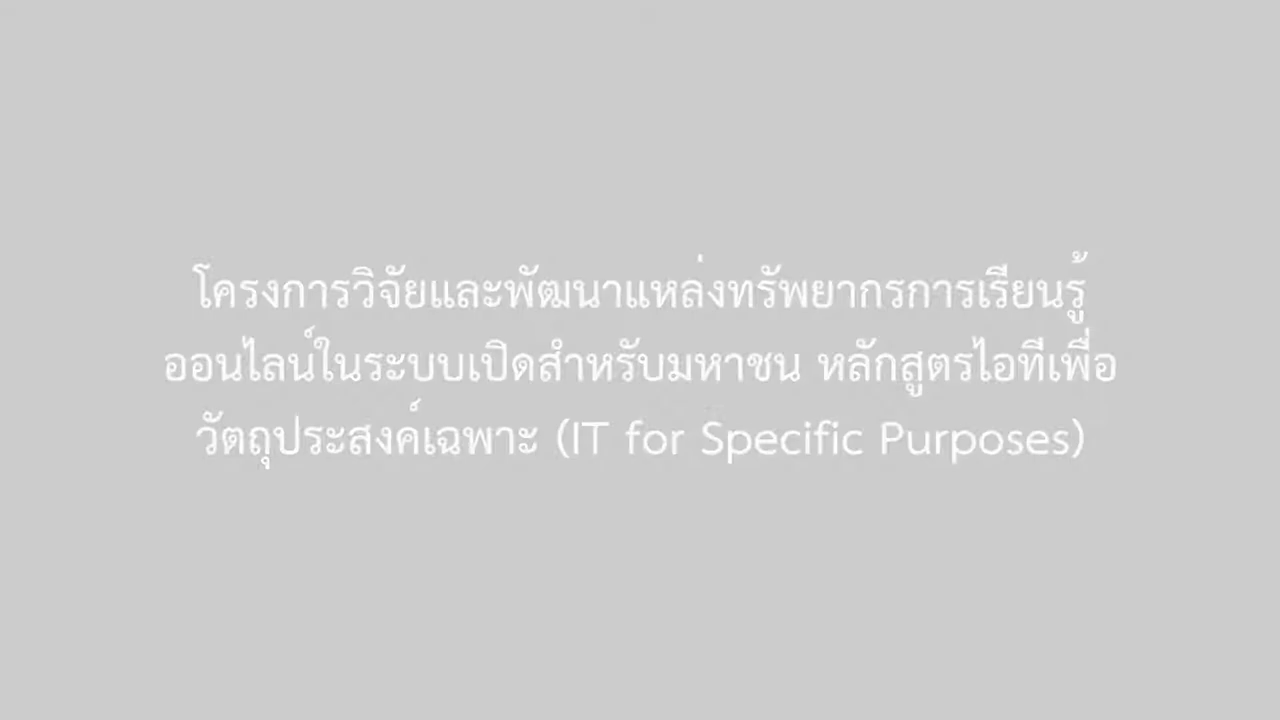 โครงการวิจัยและพัฒนาแหล่งทรัพยากรการเรียนรู้
ออนไลน์ในระบบเปิดสำหรับมหาชน หลักสูตรไอทีเพื่อ
วัตถุประสงค์เฉพาะ (IT for Specific Purposes)